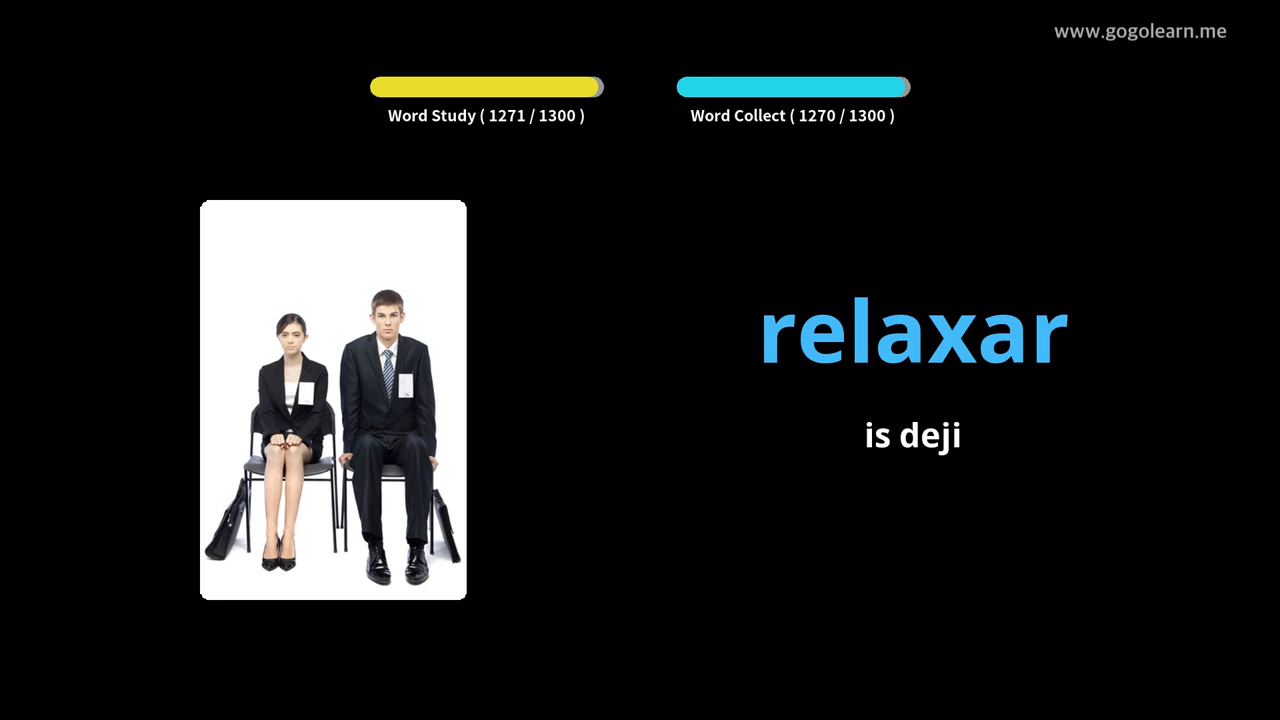 www.gogolearn.me
Word Study ( 1271 / 1300 )
Word Collect ( 1270 / 1300 )
relaxar
is deji